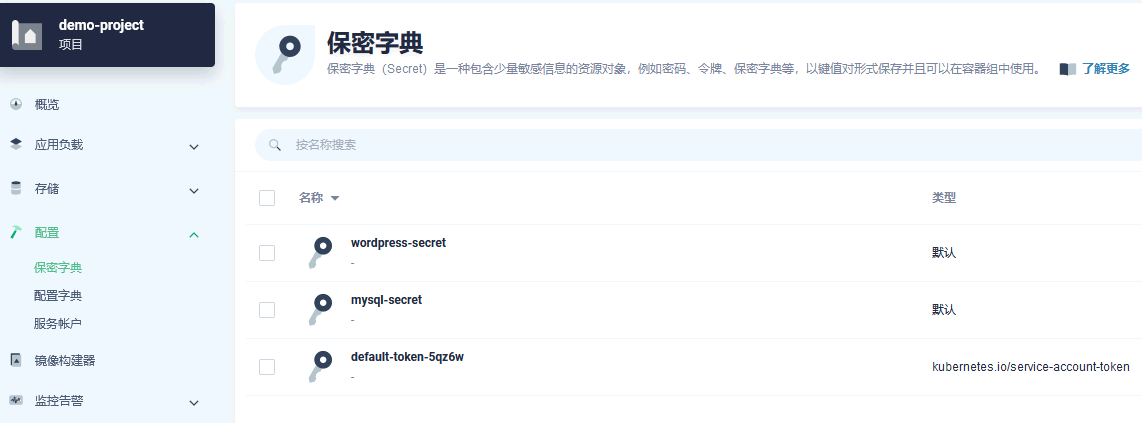 demo-project
项目
概览
应用负载
存储
配置
保密字典
配置字典
服务帐户
镜像构建器
监控告警
保密字典
保密字典（Secret）是一种包含少量敏感信息的资源对象，例如密码、令牌、保密字典等，以键值对形式保存并且可以在容器组中使用。 了解更多
按名称搜索
名称 类型
wordpress-secret
-
默认
mysql-secret
-
默认
default-token-5qz6w
-
kubernetes.io/service-account-token